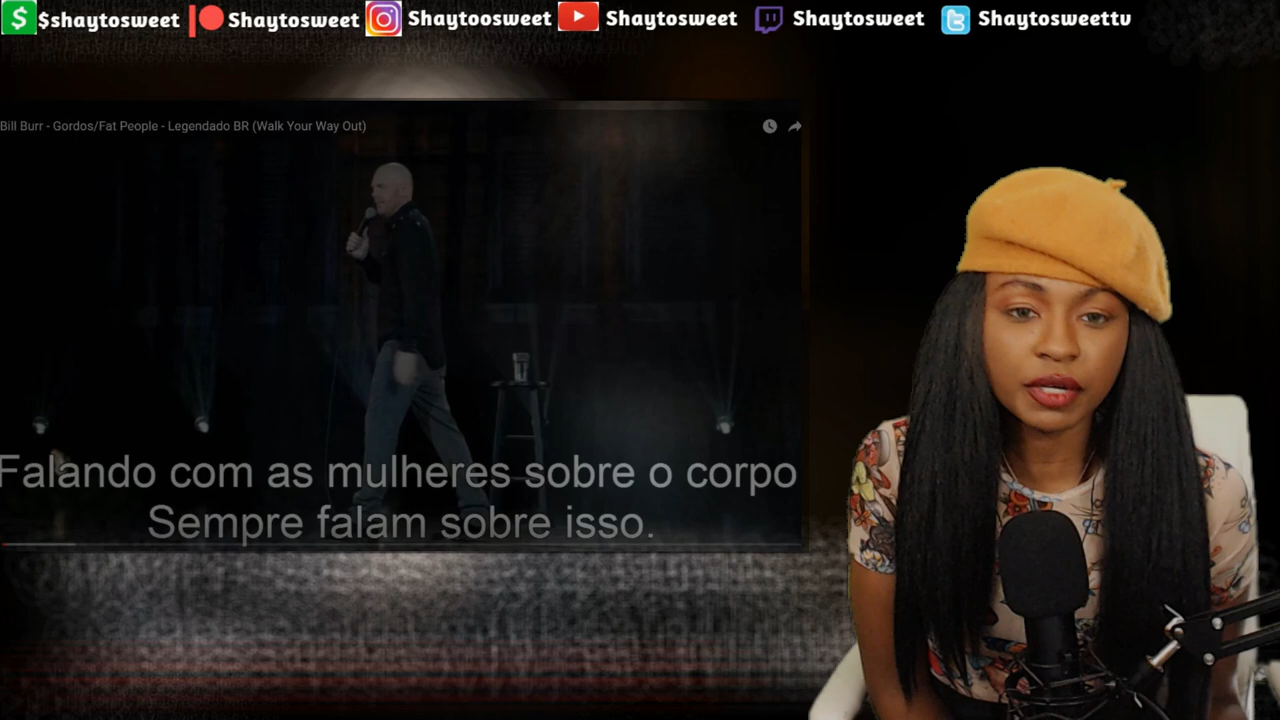 $shaytosweet Shaytosweet Shaytoosweet Shaytosweet Shaytosweet Shaytosweettv
Bill Burr - Gordos/Fat People - Legendado BR (Walk Your Way Out)
Falando com as mulheres sobre o corpo
Sempre falam sobre isso.